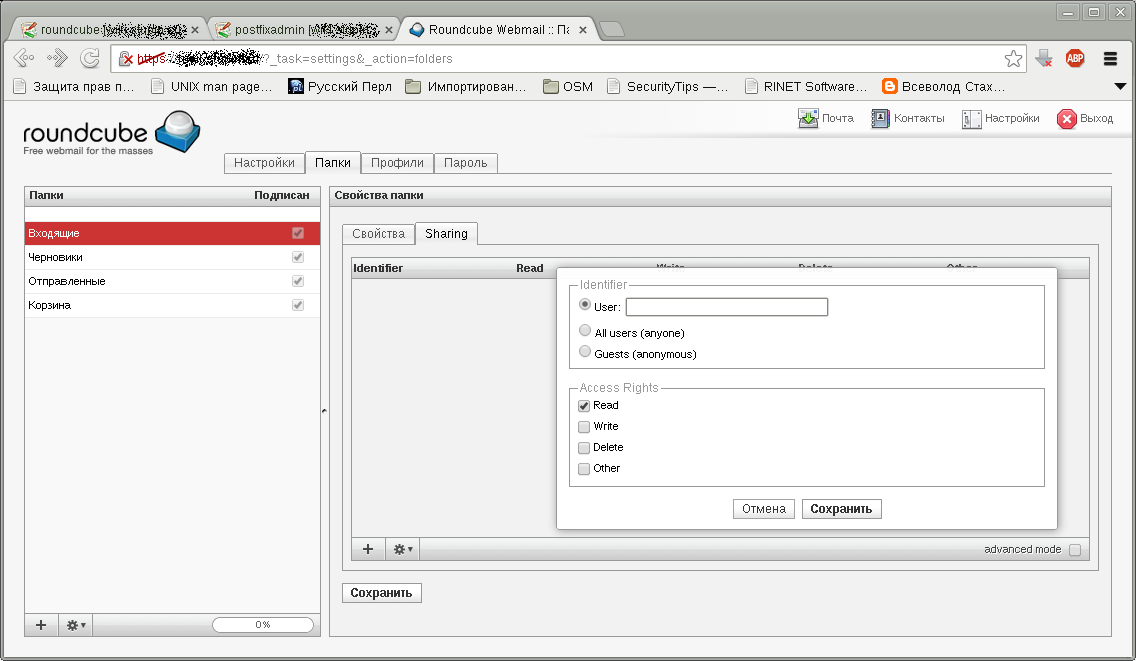 roundcube
postfixadmin
Roundcube Webmail :: Па
https
?_task=settings&_action=folders
ABP
Защита прав п... UNIX man page... Русский Перл Импортирован... OSM SecurityTips —... RINET Software... Всеволод Стах...
roundcube
Free webmail for the masses
Почта Контакты Настройки Выход
Настройки Папки Профили Пароль
Папки Подписан
Входящие
Черновики
Отправленные
Корзина
0%
Свойства папки
Свойства Sharing
Identifier Read Write Delete Other
Identifier
User:
All users (anyone)
Guests (anonymous)
Access Rights
Read
Write
Delete
Other
Отмена Сохранить
advanced mode
Сохранить